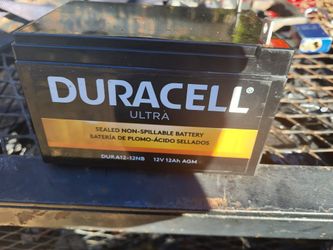 DURACELL®
ULTRA
SEALED NON-SPILLABLE BATTERY
BATERÍA DE PLOMO-ÁCIDO SELLADOS
DURA12-12NB 12V 12Ah AGM